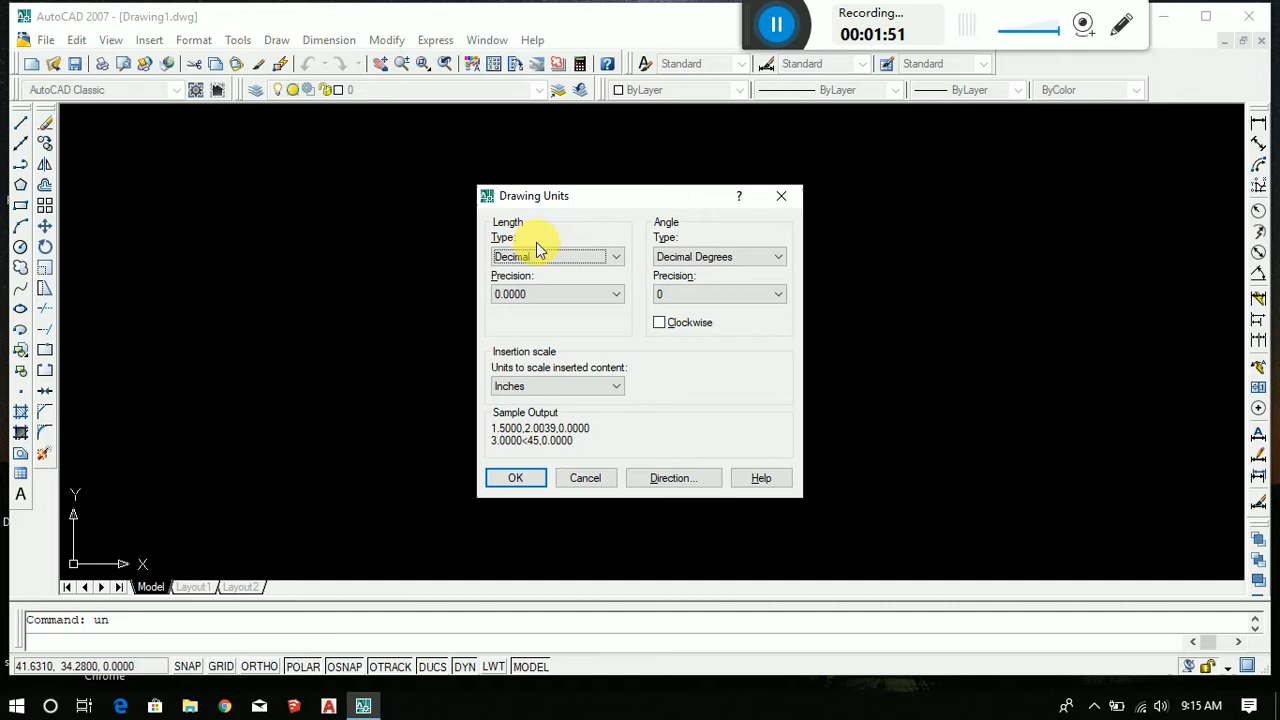 AutoCAD 2007 - [Drawing1.dwg]
Recording...
00:01:51
File Edit View Insert Format Tools Draw Dimension Modify Express Window Help
Standard Standard Standard
AutoCAD Classic 0 ByLayer ByLayer ByLayer ByColor
Drawing Units ?
Length Angle
Type: Type:
Decimal Decimal Degrees
Precision: Precision:
0.0000 0
Clockwise
Insertion scale
Units to scale inserted content:
Inches
Sample Output
1.5000,2.0039,0.0000
3.0000<45,0.0000
OK Cancel Direction... Help
Y
X
A
Model Layout1 Layout2
Command: un
41.6310, 34.2800, 0.0000 SNAP GRID ORTHO POLAR OSNAP OTRACK DUCS DYN LWT MODEL
Chrome
9:15 AM